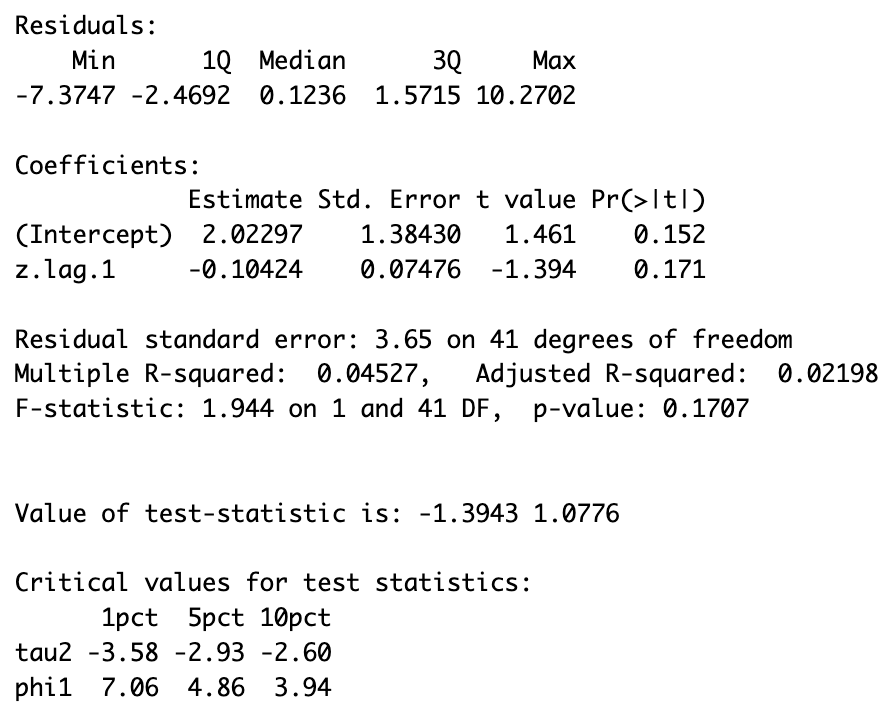 Residuals:
    Min      1Q  Median      3Q     Max
-7.3747 -2.4692  0.1236  1.5715 10.2702

Coefficients:
            Estimate Std. Error t value Pr(>|t|)
(Intercept)  2.02297    1.38430   1.461    0.152
z.lag.1     -0.10424    0.07476  -1.394    0.171

Residual standard error: 3.65 on 41 degrees of freedom
Multiple R-squared:  0.04527,   Adjusted R-squared:  0.02198
F-statistic: 1.944 on 1 and 41 DF,  p-value: 0.1707


Value of test-statistic is: -1.3943 1.0776

Critical values for test statistics:
      1pct  5pct 10pct
tau2 -3.58 -2.93 -2.60
phi1  7.06  4.86  3.94